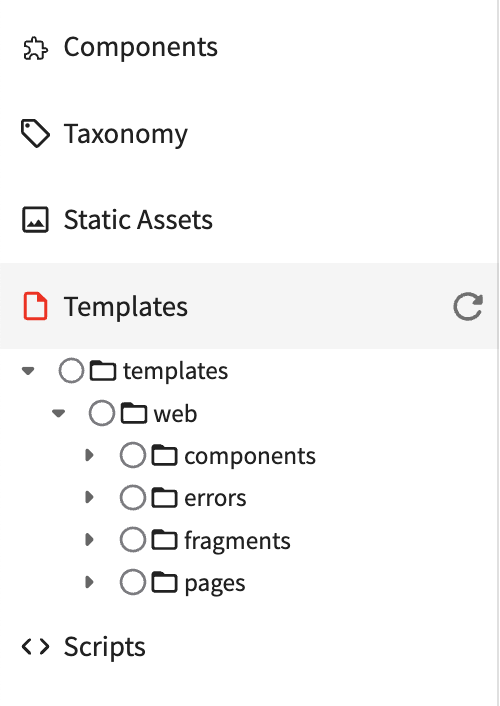 Components
Taxonomy
Static Assets
Templates
templates
web
components
errors
fragments
pages
Scripts